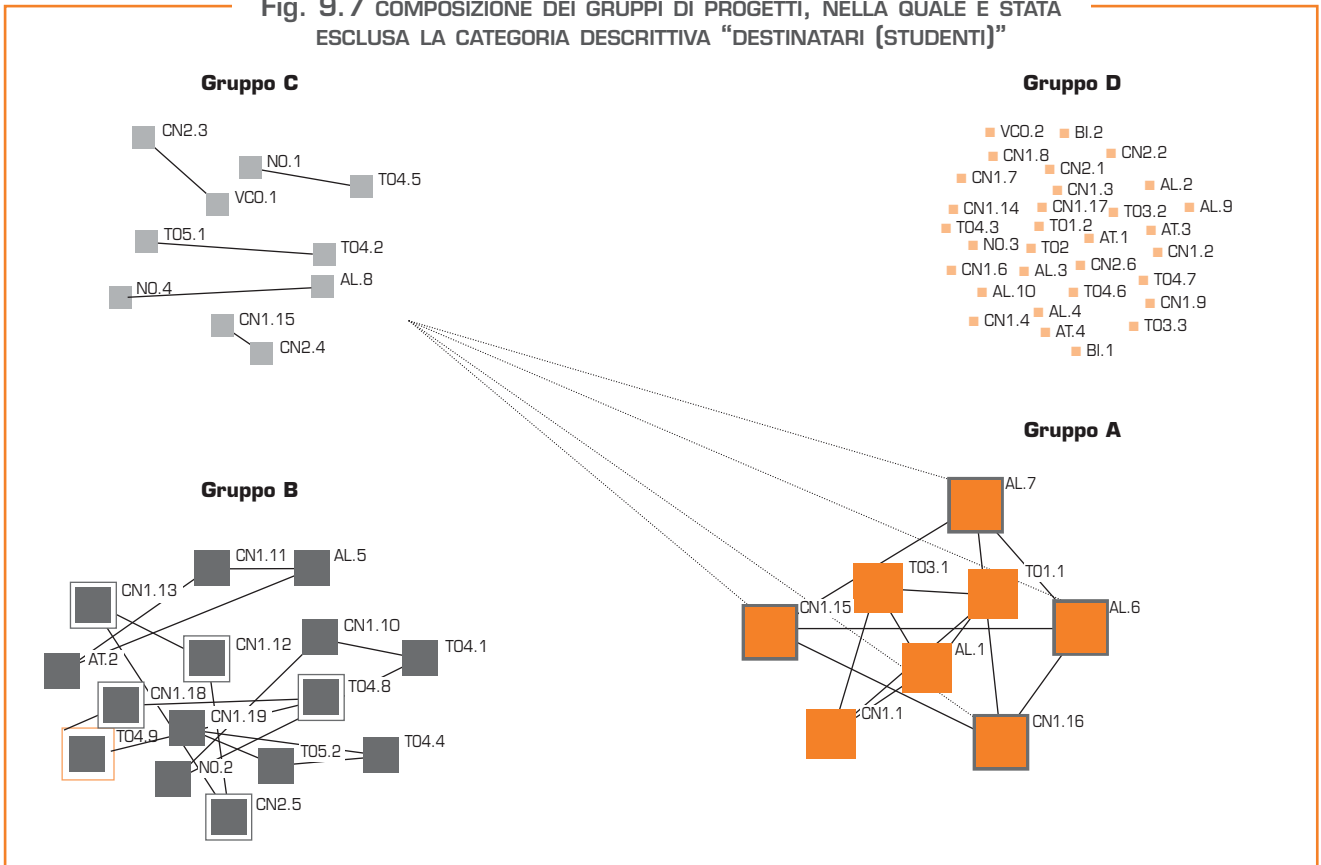 Fig. 9.7 COMPOSIZIONE DEI GRUPPI DI PROGETTI, NELLA QUALE È STATA
ESCLUSA LA CATEGORIA DESCRITTIVA “DESTINATARI (STUDENTI)”
Gruppo C
CN2.3
NO.1
TO4.5
VCO.1
TO5.1
TO4.2
AL.8
NO.4
CN1.15
CN2.4
Gruppo D
VCO.2
BI.2
CN1.8
CN2.2
CN2.1
CN1.7
AL.2
CN1.3
CN1.14
CN1.17
TO3.2
AL.9
TO4.3
TO1.2
AT.3
AT.1
NO.3
TO2
CN1.2
CN1.6
AL.3
CN2.6
TO4.7
AL.10
TO4.6
CN1.9
AL.4
CN1.4
AT.4
TO3.3
BI.1
Gruppo B
CN1.11
AL.5
CN1.13
CN1.10
CN1.12
TO4.1
AT.2
TO4.8
CN1.18
CN1.19
TO4.9
TO4.4
TO5.2
NO.2
CN2.5
Gruppo A
AL.7
TO3.1
TO1.1
CN1.15
AL.6
AL.1
CN1.1
CN1.16